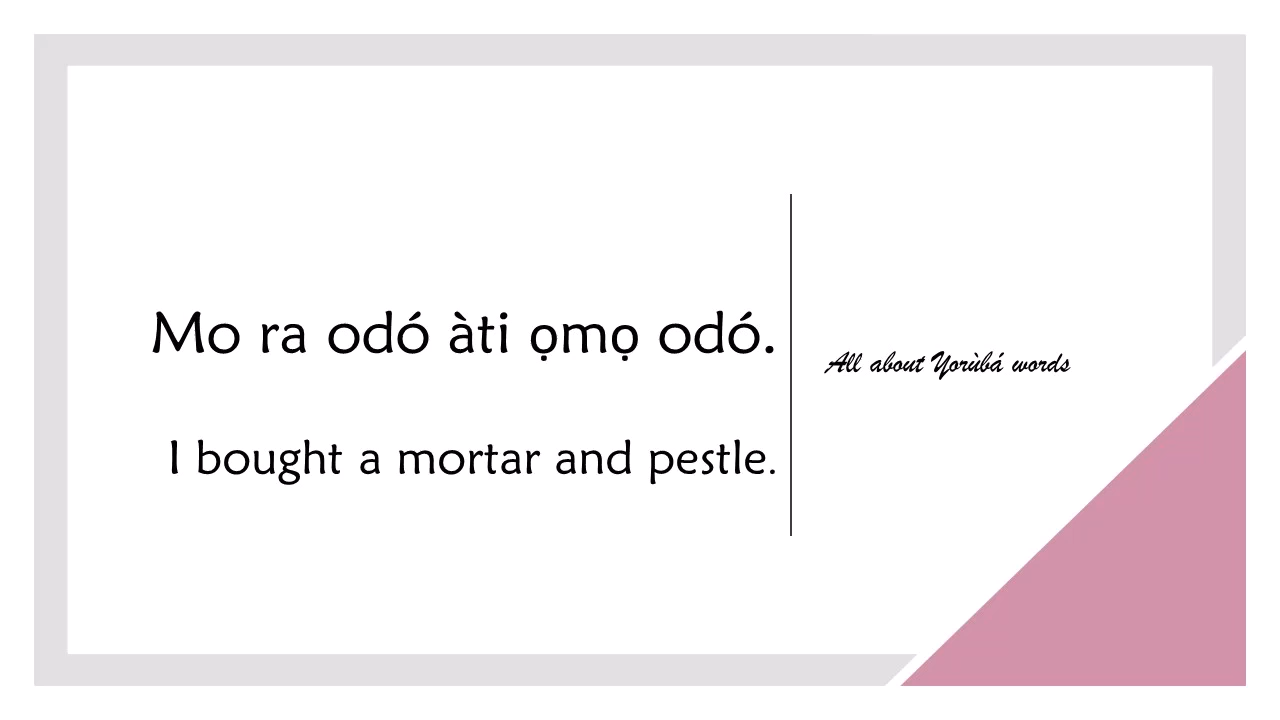 Mo ra odó àti ọmọ odó.
I bought a mortar and pestle.
All about Yorùbá words